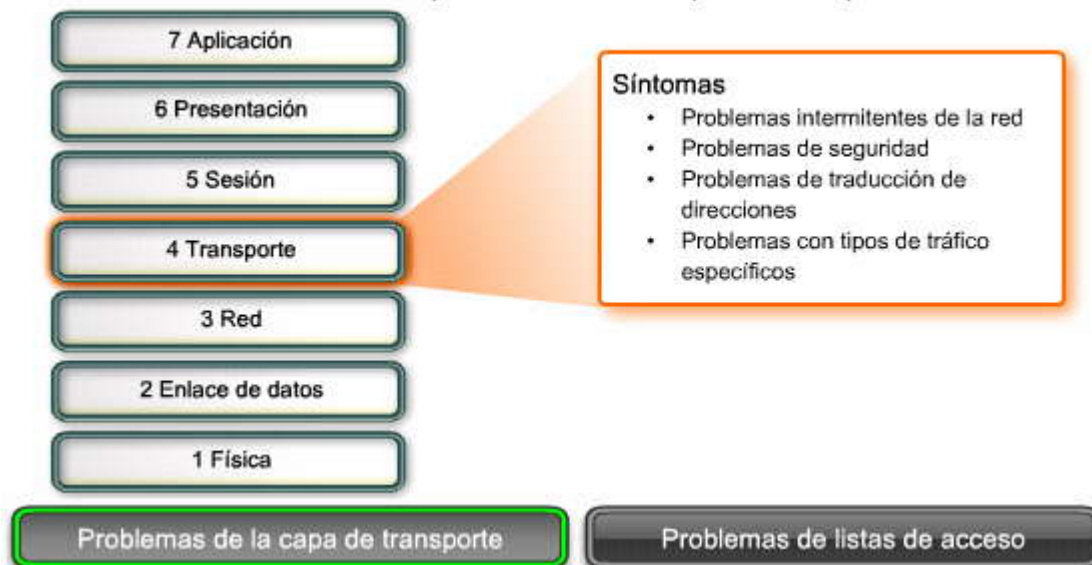 7 Aplicación
6 Presentación
5 Sesión
4 Transporte
3 Red
2 Enlace de datos
1 Física
Síntomas
• Problemas intermitentes de la red
• Problemas de seguridad
• Problemas de traducción de
direcciones
• Problemas con tipos de tráfico
específicos
Problemas de la capa de transporte
Problemas de listas de acceso